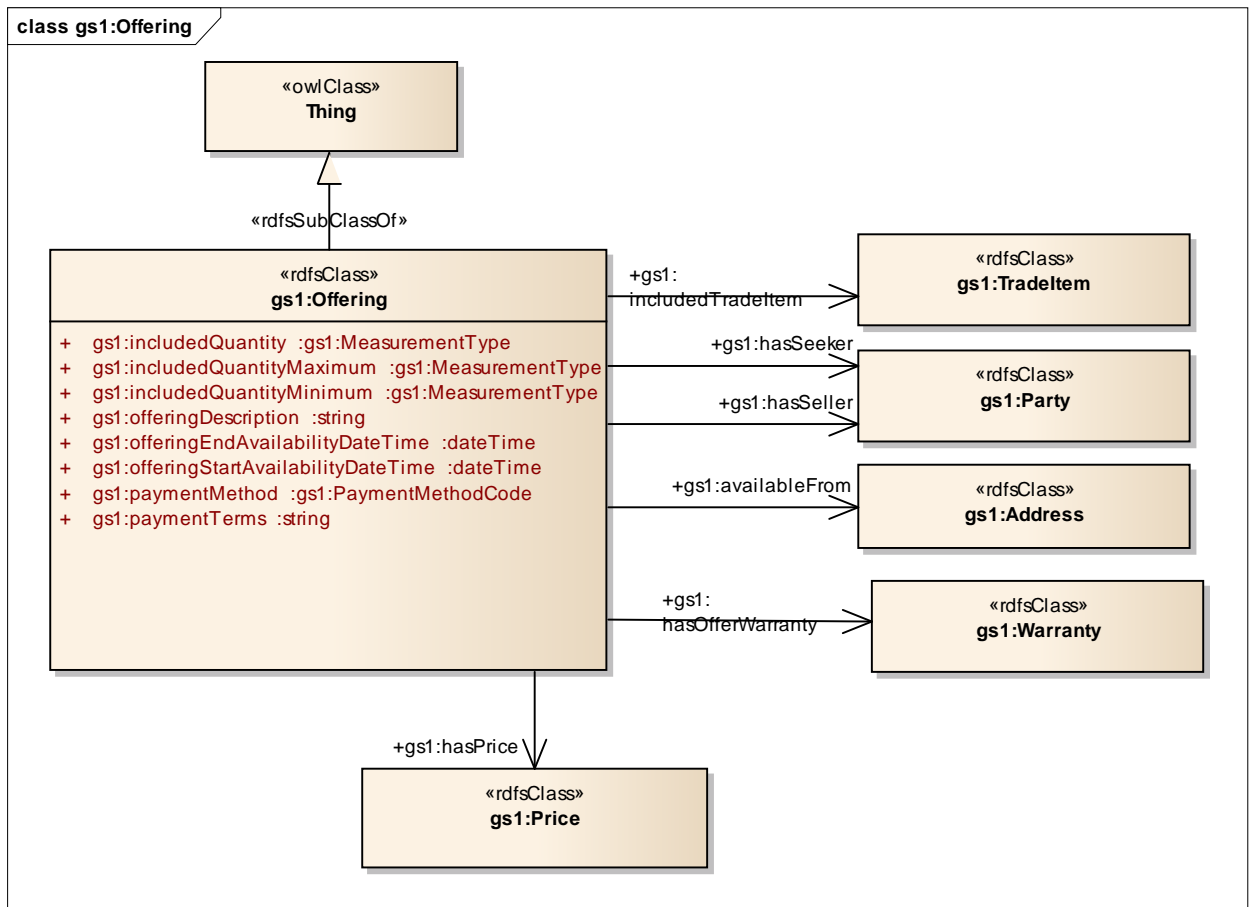 class gs1:Offering
«owlClass»
Thing
«rdfsSubClassOf»
«rdfsClass»
gs1:Offering
+ gs1:includedQuantity :gs1:MeasurementType
+ gs1:includedQuantityMaximum :gs1:MeasurementType
+ gs1:includedQuantityMinimum :gs1:MeasurementType
+ gs1:offeringDescription :string
+ gs1:offeringEndAvailabilityDateTime :dateTime
+ gs1:offeringStartAvailabilityDateTime :dateTime
+ gs1:paymentMethod :gs1:PaymentMethodCode
+ gs1:paymentTerms :string
+gs1:
includedTradeItem
«rdfsClass»
gs1:TradeItem
+gs1:hasSeeker
+gs1:hasSeller
«rdfsClass»
gs1:Party
+gs1:availableFrom
«rdfsClass»
gs1:Address
+gs1:
hasOfferWarranty
«rdfsClass»
gs1:Warranty
+gs1:hasPrice
«rdfsClass»
gs1:Price